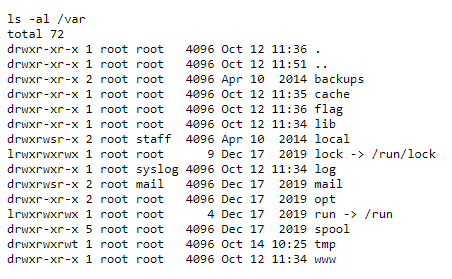 ls -al /var
total 72
drwxr-xr-x 1 root root   4096 Oct 12 11:36 .
drwxr-xr-x 1 root root   4096 Oct 12 11:51 ..
drwxr-xr-x 2 root root   4096 Apr 10  2014 backups
drwxr-xr-x 1 root root   4096 Oct 12 11:35 cache
drwxr-xr-x 1 root root   4096 Oct 12 11:36 flag
drwxr-xr-x 1 root root   4096 Oct 12 11:34 lib
drwxrwsr-x 2 root staff  4096 Apr 10  2014 local
lrwxrwxrwx 1 root root      9 Dec 17  2019 lock -> /run/lock
drwxrwxr-x 1 root syslog 4096 Oct 12 11:34 log
drwxrwsr-x 2 root mail   4096 Dec 17  2019 mail
drwxr-xr-x 2 root root   4096 Dec 17  2019 opt
lrwxrwxrwx 1 root root      4 Dec 17  2019 run -> /run
drwxr-xr-x 5 root root   4096 Dec 17  2019 spool
drwxrwxrwt 1 root root   4096 Oct 14 10:25 tmp
drwxr-xr-x 1 root root   4096 Oct 12 11:34 www